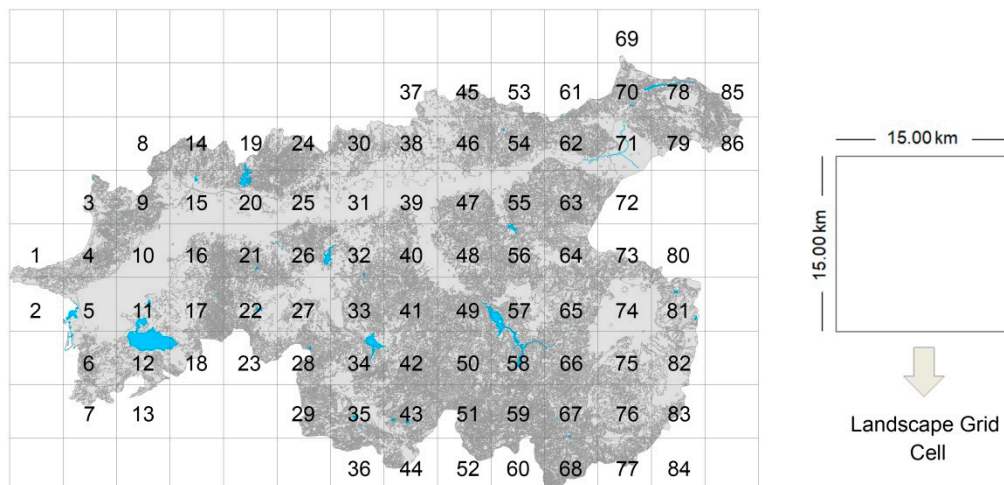 69
37 45 53 61 70 78 85
8 14 19 24 30 38 46 54 62 71 79 86
3 9 15 20 25 31 39 47 55 63 72
1 4 10 16 21 26 32 40 48 56 64 73 80
2 5 11 17 22 27 33 41 49 57 65 74 81
6 12 18 23 28 34 42 50 58 66 75 82
7 13 29 35 43 51 59 67 76 83
36 44 52 60 68 77 84
15.00 km
15.00 km
Landscape Grid
Cell